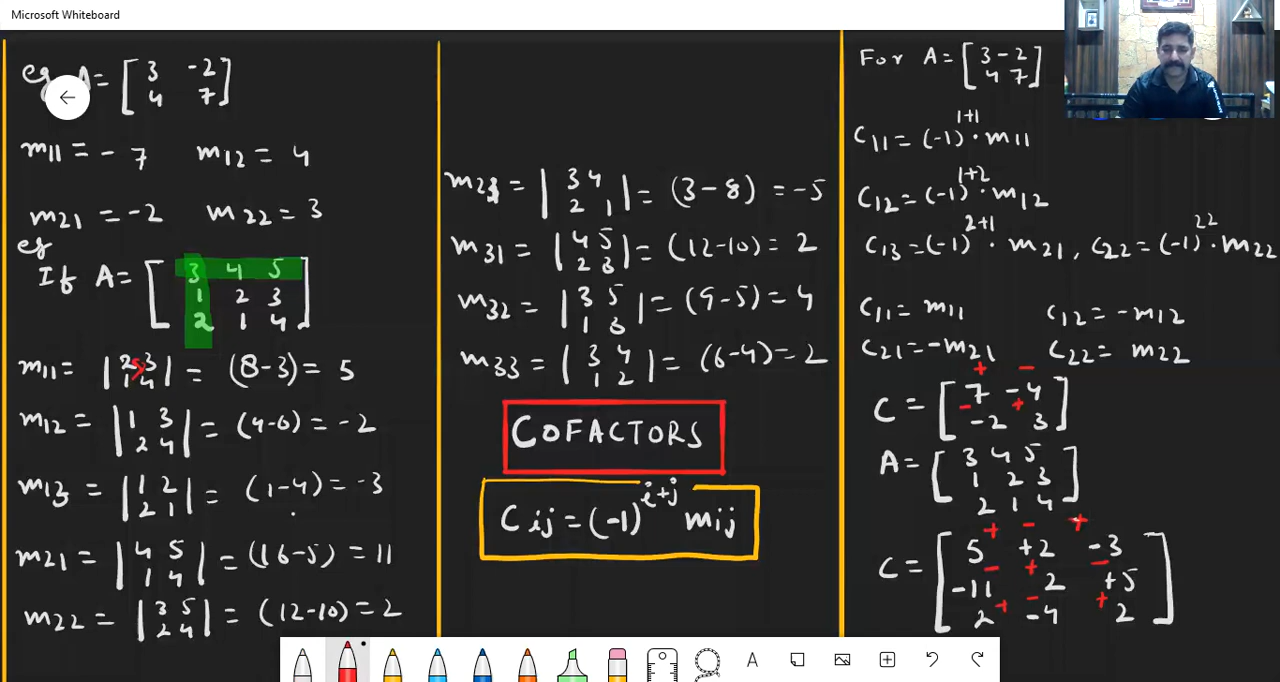 Microsoft Whiteboard
eg A = [ 3 -2
4 7 ]
m11 = - 7 m12 = 4
m21 = -2 m22 = 3
eg
If A = [ 3 4 5
1 2 3
2 1 4 ]
m11 = | 2 3
1 4 | = (8-3) = 5
m12 = | 1 3
2 4 | = (4-6) = -2
m13 = | 1 2
2 1 | = (1-4) = -3
m21 = | 4 5
1 4 | = (16-5) = 11
m22 = | 3 5
2 4 | = (12-10) = 2
= | 3 4
2 1 | = (3-8) = -5
m31 = | 4 5
2 3 | = (12-10) = 2
m32 = | 3 5
1 3 | = (9-5) = 4
m33 = | 3 4
1 2 | = (6-4) = 2
COFACTORS
Cij = (-1)^i+j mij
For A = [ 3 -2
4 7 ]
C11 = (-1)^1+1 . m11
C12 = (-1)^1+2 . m12
C13 = (-1)^2+1 . m21, C22 = (-1)^22 . m22
C11 = m11 C12 = -m12
C21 = -m21 C22 = m22
+ -
C = [ 7 -4
- +
-2 3 ]
A = [ 3 4 5
1 2 3
2 1 4 ]
+ - +
C = [ 5 +2 -3
- + -
-11 2 +5
+ - +
2 -4 2 ]
A